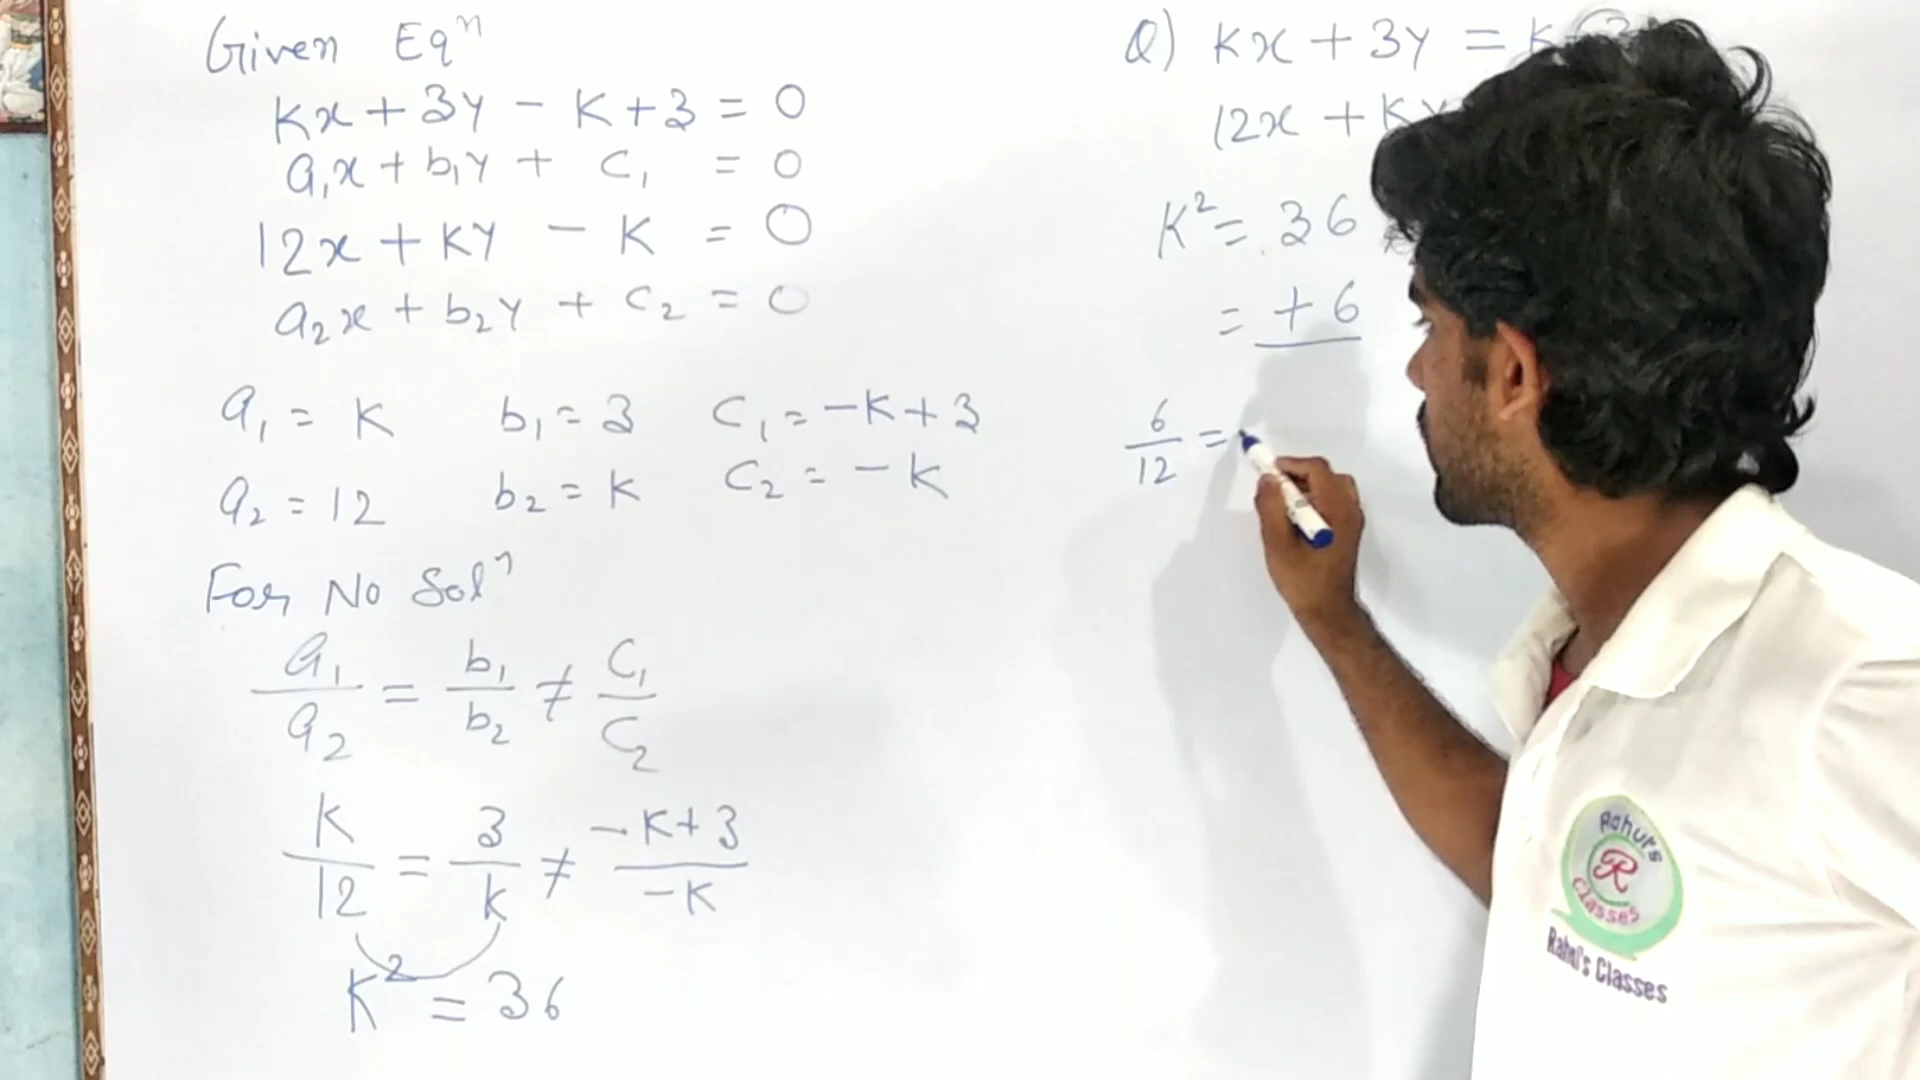 Given Eqⁿ
Kx + 3y - K + 3 = 0
a₁x + b₁y + c₁ = 0
12x + Ky - K = 0
a₂x + b₂y + c₂ = 0
a₁ = K b₁ = 3 c₁ = -K + 3
a₂ = 12 b₂ = K c₂ = -K
For No Solⁿ
a₁/a₂ = b₁/b₂ ≠ c₁/c₂
K/12 = 3/K ≠ -K+3/-K
K² = 36
Q) Kx + 3y = K
12x + Ky
K² = 36
= ±6
6/12 =
Rahul's
R
Classes
Rahul's Classes